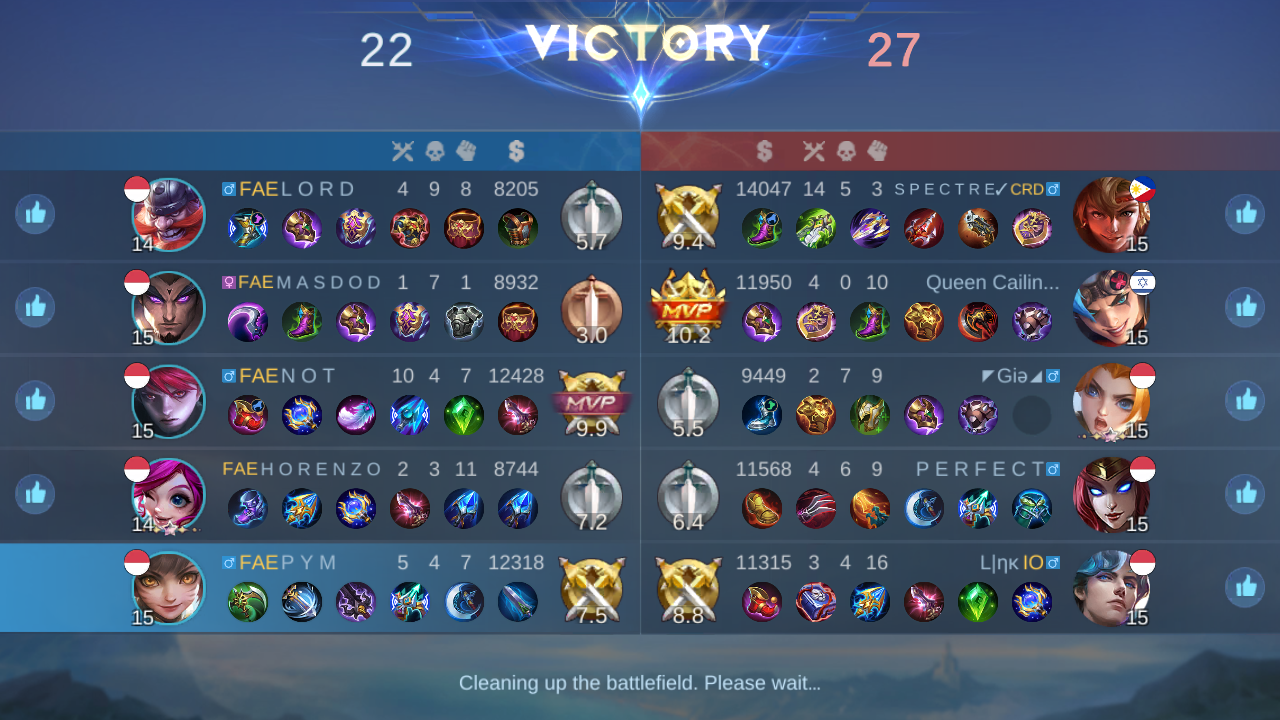 22 VICTORY 27
FAELORD 4 9 8 8205
14 5.7
14047 14 5 3 SPECTRE✓CRD
9.4 15
FAEMASDOD 1 7 1 8932
15 3.0
11950 4 0 10 Queen Cailin...
MVP 10.2 15
FAENOT 10 4 7 12428
15 MVP 9.9
9449 2 7 9 ◤Giə◢
5.5 15
FAEHORENZO 2 3 11 8744
14 7.2
11568 4 6 9 PERFECT
6.4 15
FAEPYM 5 4 7 12318
15 7.5
11315 3 4 16 L|ηκ IO
8.8 15
Cleaning up the battlefield. Please wait...